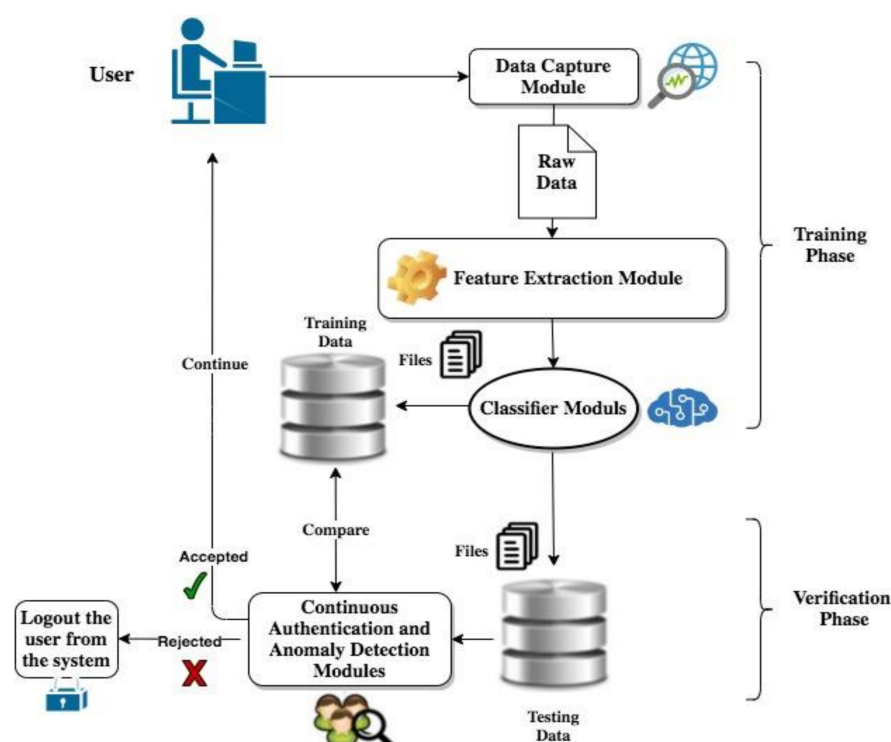 User
Data Capture
Module
Raw
Data
Training
Phase
Feature Extraction Module
Training
Data
Files
Continue
Classifier Moduls
Compare
Files
Accepted
Continuous
Authentication and
Anomaly Detection
Modules
Verification
Phase
Logout the
user from
the system
Rejected
X
Testing
Data